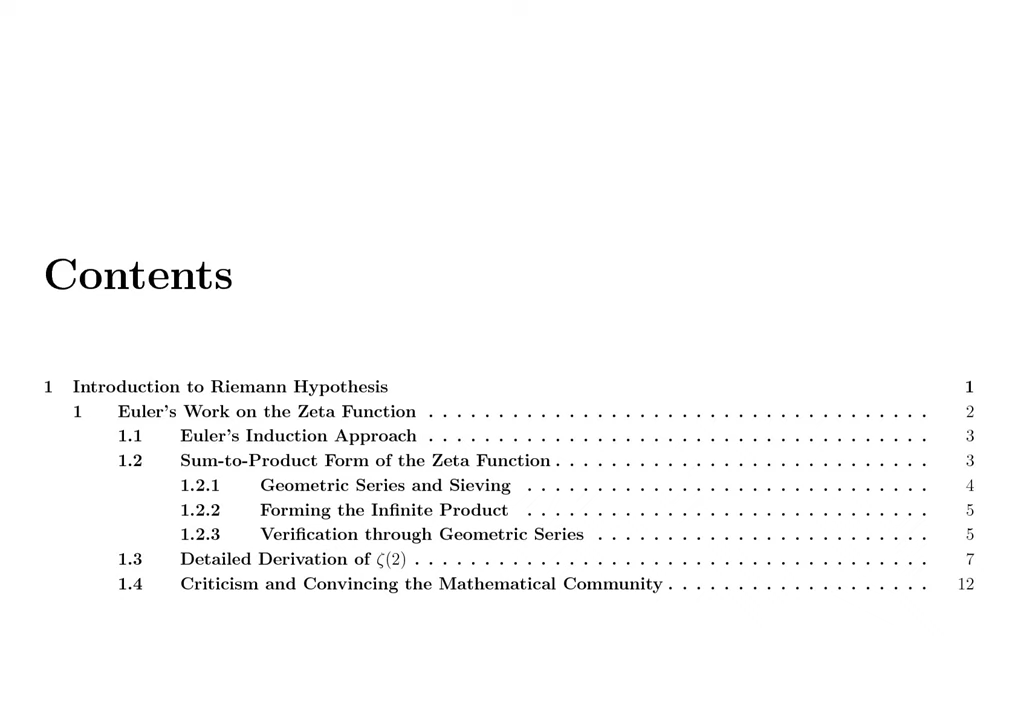 Contents
1 Introduction to Riemann Hypothesis 1
1 Euler's Work on the Zeta Function . . . . . . . . . . . . . . . . . . . . . . . . . . . . . . . . . . . . 2
1.1 Euler's Induction Approach . . . . . . . . . . . . . . . . . . . . . . . . . . . . . . . . . . . . 3
1.2 Sum-to-Product Form of the Zeta Function . . . . . . . . . . . . . . . . . . . . . . . . . . . 3
1.2.1 Geometric Series and Sieving . . . . . . . . . . . . . . . . . . . . . . . . . . . . . 4
1.2.2 Forming the Infinite Product . . . . . . . . . . . . . . . . . . . . . . . . . . . . . 5
1.2.3 Verification through Geometric Series . . . . . . . . . . . . . . . . . . . . . . . . 5
1.3 Detailed Derivation of ζ(2) . . . . . . . . . . . . . . . . . . . . . . . . . . . . . . . . . . . . . 7
1.4 Criticism and Convincing the Mathematical Community . . . . . . . . . . . . . . . . . . . 12